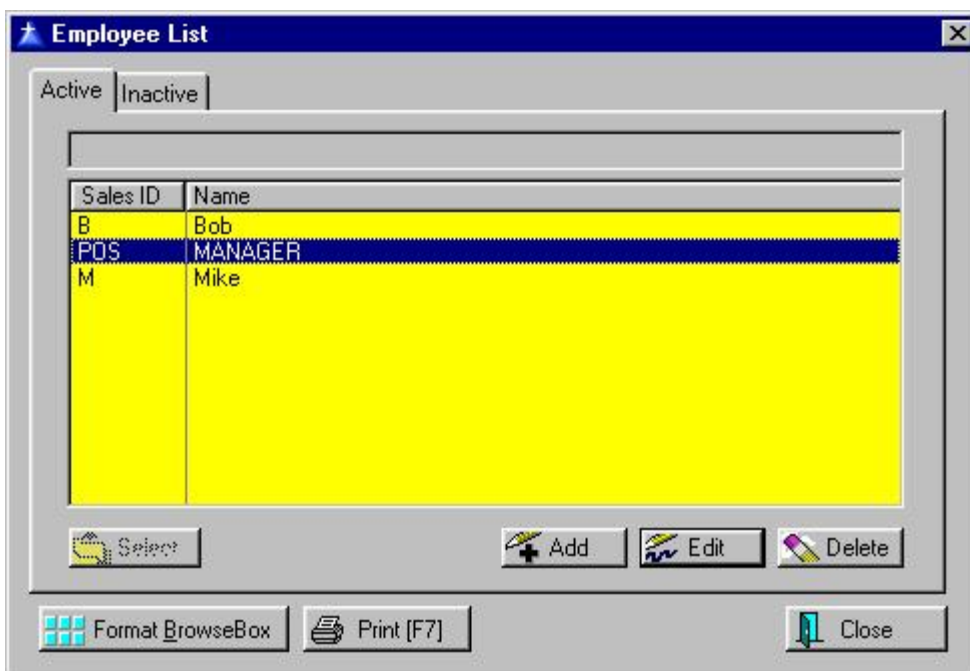 Employee List
Active Inactive
Sales ID Name
B Bob
POS MANAGER
M Mike
Select Add Edit Delete
Format BrowseBox Print [F7] Close